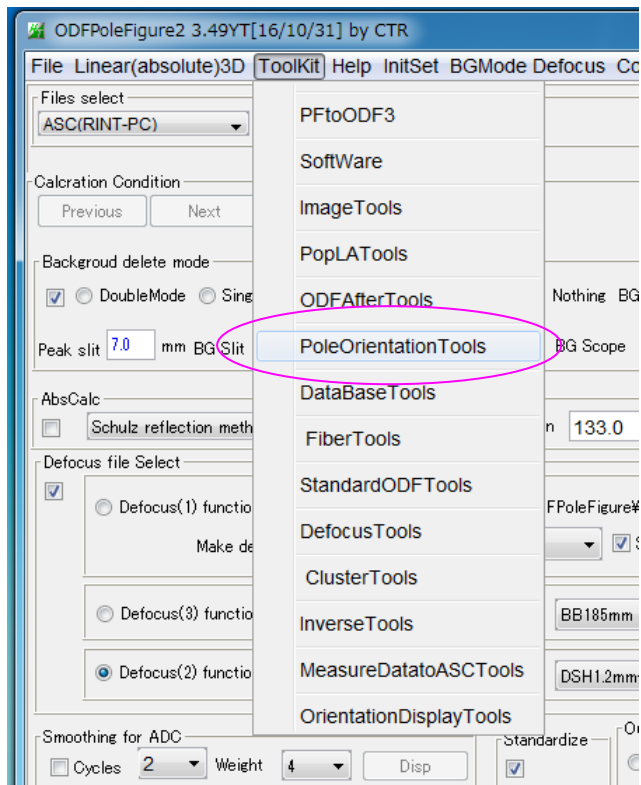 ODFPoleFigure2 3.49YT[16/10/31] by CTR
File Linear(absolute)3D ToolKit Help InitSet BGMode Defocus Co
Files select
ASC(RINT-PC)
PFtoODF3
SoftWare
Calcration Condition
Previous Next
ImageTools
PopLATools
Backgroud delete mode
DoubleMode Sing
ODFAfterTools
Nothing BG
Peak slit 7.0 mm BG Slit
PoleOrientationTools
BG Scope
DataBaseTools
AbsCalc
Schulz reflection meth
FiberTools
n 133.0
Defocus file Select
StandardODFTools
Defocus(1) functio
FPoleFigure¥
DefocusTools
Make de
S
ClusterTools
Defocus(3) functio
InverseTools
BB185mm
Defocus(2) functio
MeasureDatatoASCTools
DSH1.2mm
OrientationDisplayTools
Smoothing for ADC
Standardize
Cycles 2 Weight 4 Disp